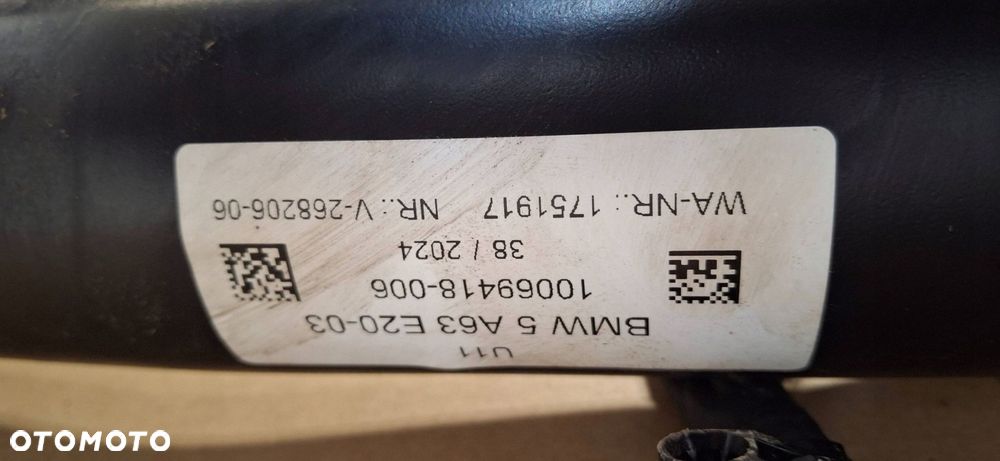 U11
BMW 5 A63 E20-03
10069418-006
38 / 2024
WA-NR.: 1751917 NR.: V-268206-06
OTOMOTO